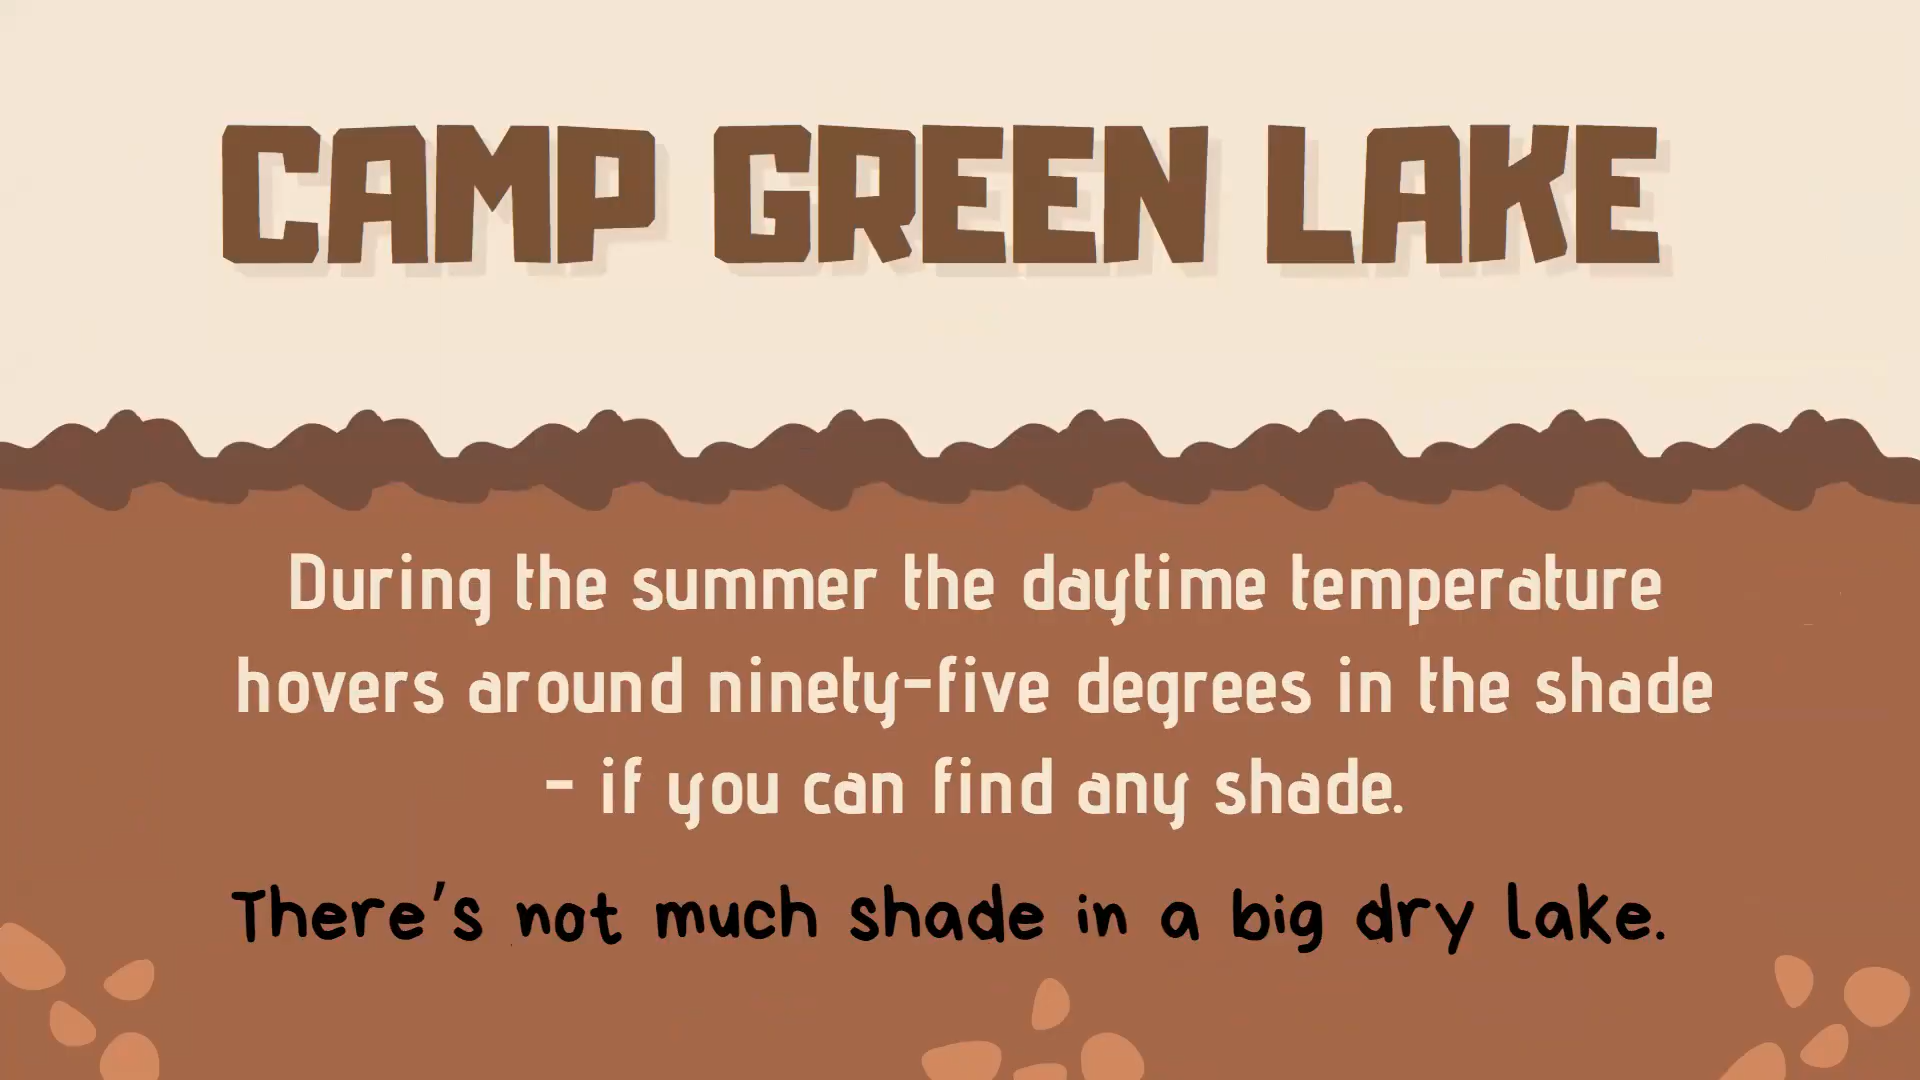 CAMP GREEN LAKE
During the summer the daytime temperature
hovers around ninety-five degrees in the shade
- if you can find any shade.
There's not much shade in a big dry lake.